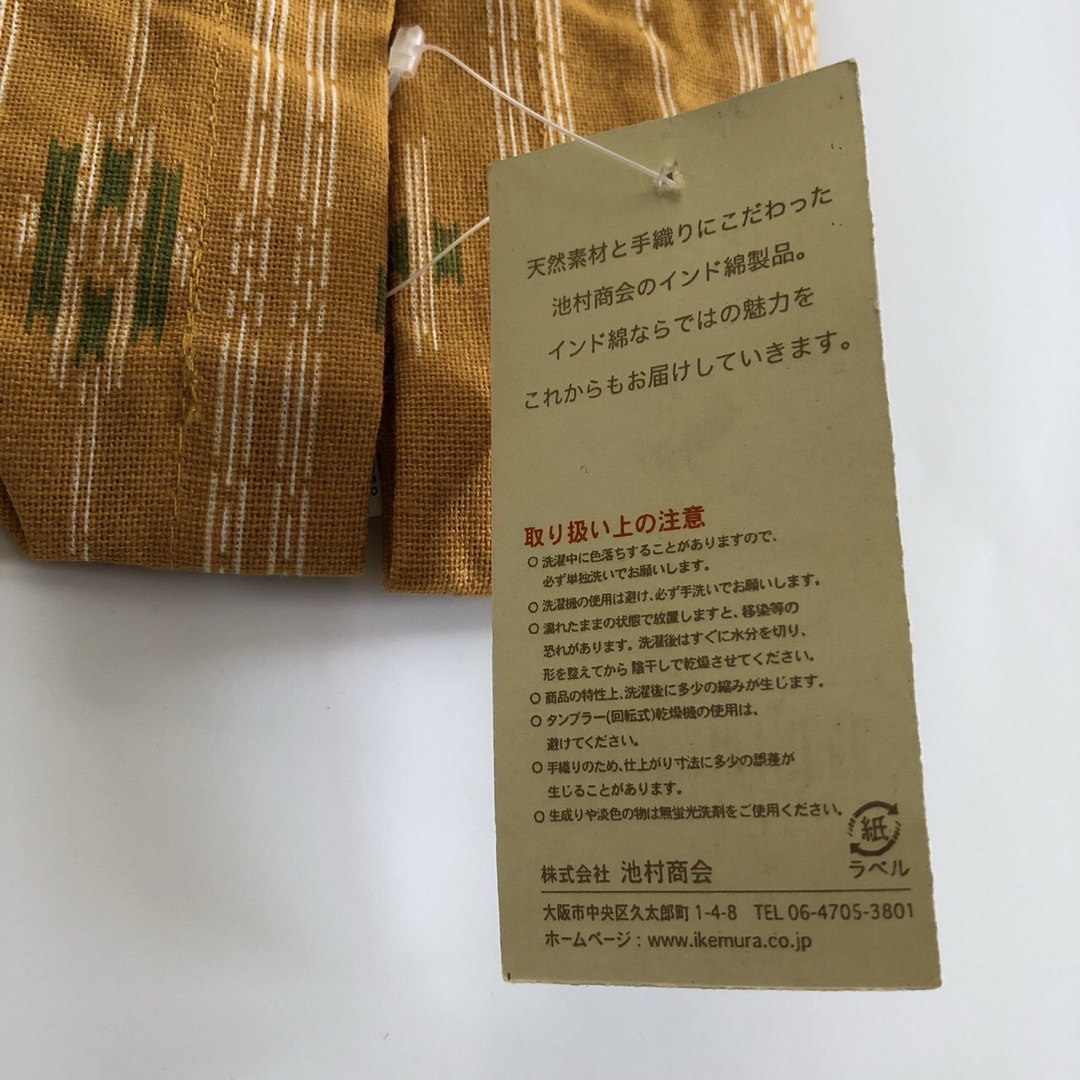 天然素材と手織りにこだわった
池村商会のインド綿製品。
インド綿ならではの魅力を
これからもお届けしていきます。
取り扱い上の注意
○ 洗濯中に色落ちすることがありますので、
必ず単独洗いでお願いします。
○ 洗濯機の使用は避け、必ず手洗いでお願いします。
○ 濡れたままの状態で放置しますと、移染等の
恐れがあります。洗濯後はすぐに水分を切り、
形を整えてから 陰干しで乾燥させてください。
○ 商品の特性上、洗濯後に多少の縮みが生じます。
○ タンブラー(回転式)乾燥機の使用は、
避けてください。
○ 手織りのため、仕上がり寸法に多少の誤差が
生じることがあります。
○ 生成りや淡色の物は無蛍光洗剤をご使用ください。
紙
ラベル
株式会社 池村商会
大阪市中央区久太郎町 1-4-8 TEL 06-4705-3801
ホームページ : www.ikemura.co.jp